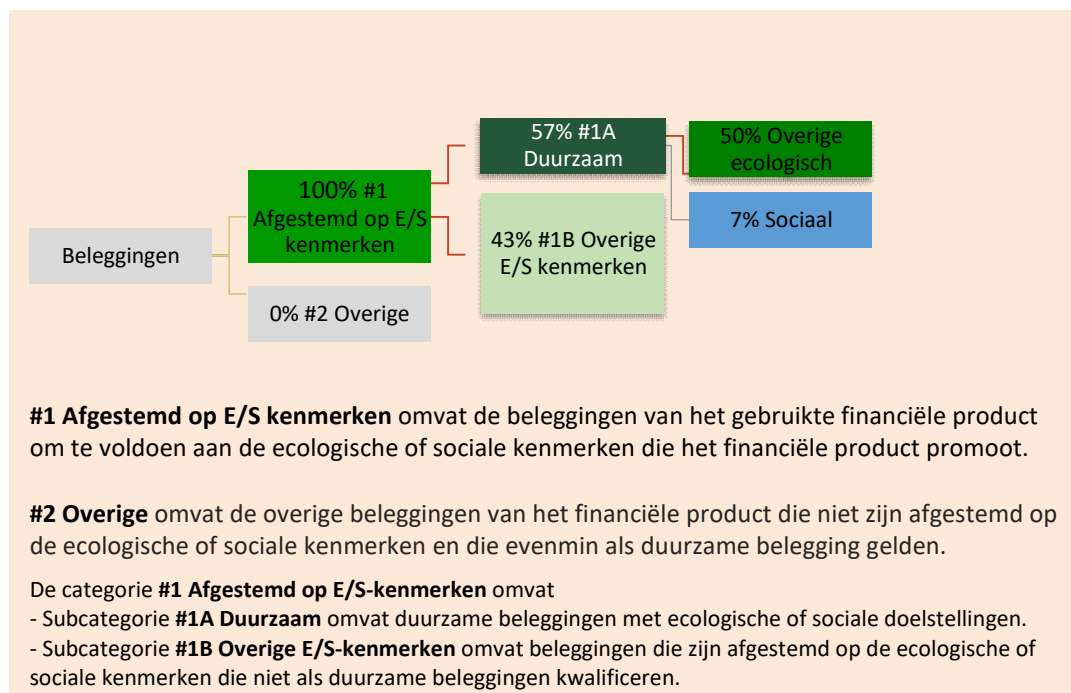 57% #1A
Duurzaam
50% Overige
ecologisch
100% #1
Afgestemd op E/S
kenmerken
7% Sociaal
43% #1B Overige
E/S kenmerken
Beleggingen
0% #2 Overige
#1 Afgestemd op E/S kenmerken omvat de beleggingen van het gebruikte financiële product
om te voldoen aan de ecologische of sociale kenmerken die het financiële product promoot.
#2 Overige omvat de overige beleggingen van het financiële product die niet zijn afgestemd op
de ecologische of sociale kenmerken en die evenmin als duurzame belegging gelden.
De categorie #1 Afgestemd op E/S-kenmerken omvat
- Subcategorie #1A Duurzaam omvat duurzame beleggingen met ecologische of sociale doelstellingen.
- Subcategorie #1B Overige E/S-kenmerken omvat beleggingen die zijn afgestemd op de ecologische of
sociale kenmerken die niet als duurzame beleggingen kwalificeren.